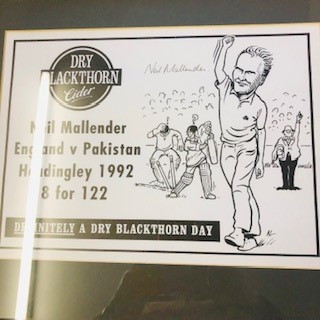 DRY
BLACKTHORN
Cider
Neil Mallender
Neil Mallender
England v Pakistan
Headingley 1992
8 for 122
DEFINITELY A DRY BLACKTHORN DAY